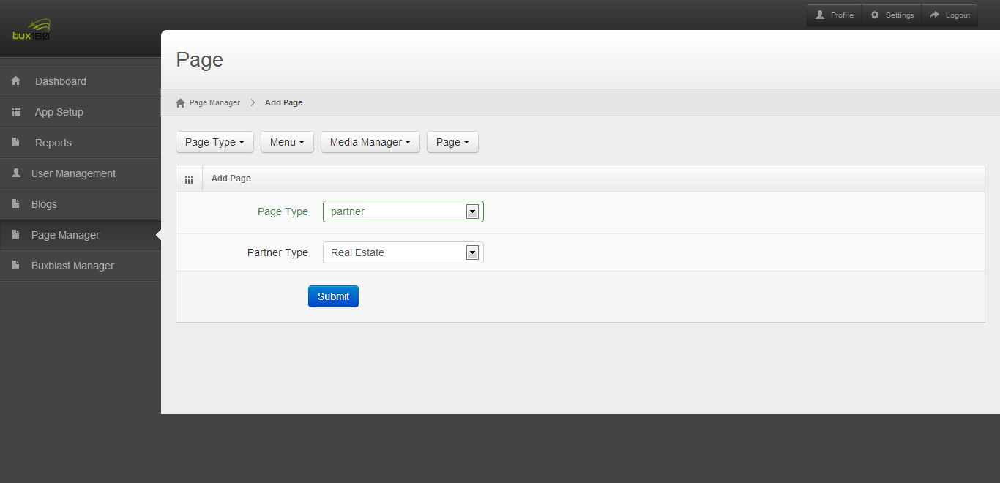 bux180
Profile
Settings
Logout
Page
Dashboard
App Setup
Reports
User Management
Blogs
Page Manager
Buxblast Manager
Page Manager
Add Page
Page Type
Menu
Media Manager
Page
Add Page
Page Type
partner
Partner Type
Real Estate
Submit